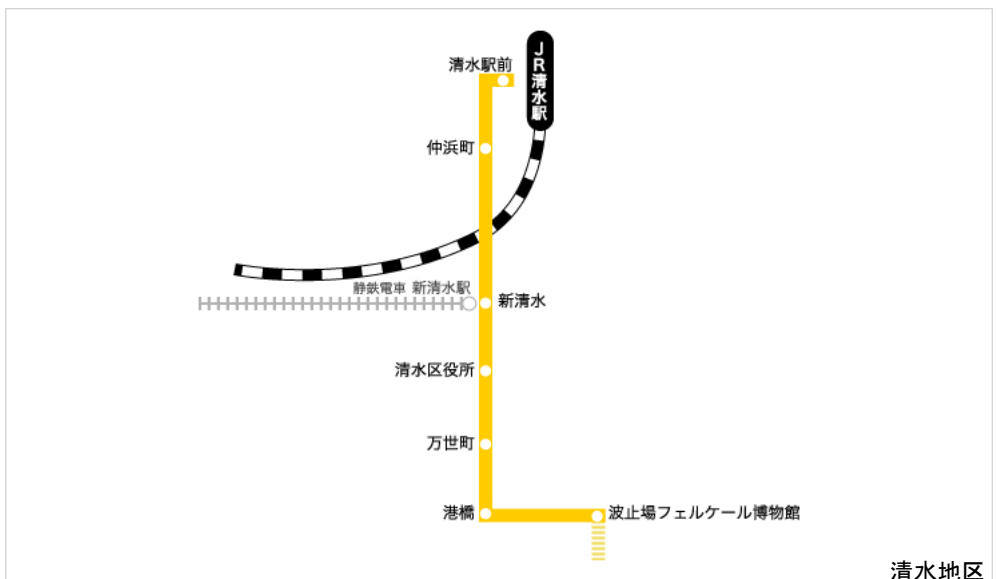 清水駅前
JR清水駅
仲浜町
静鉄電車 新清水駅
新清水
清水区役所
万世町
港橋
波止場フェルケール博物館
清水地区